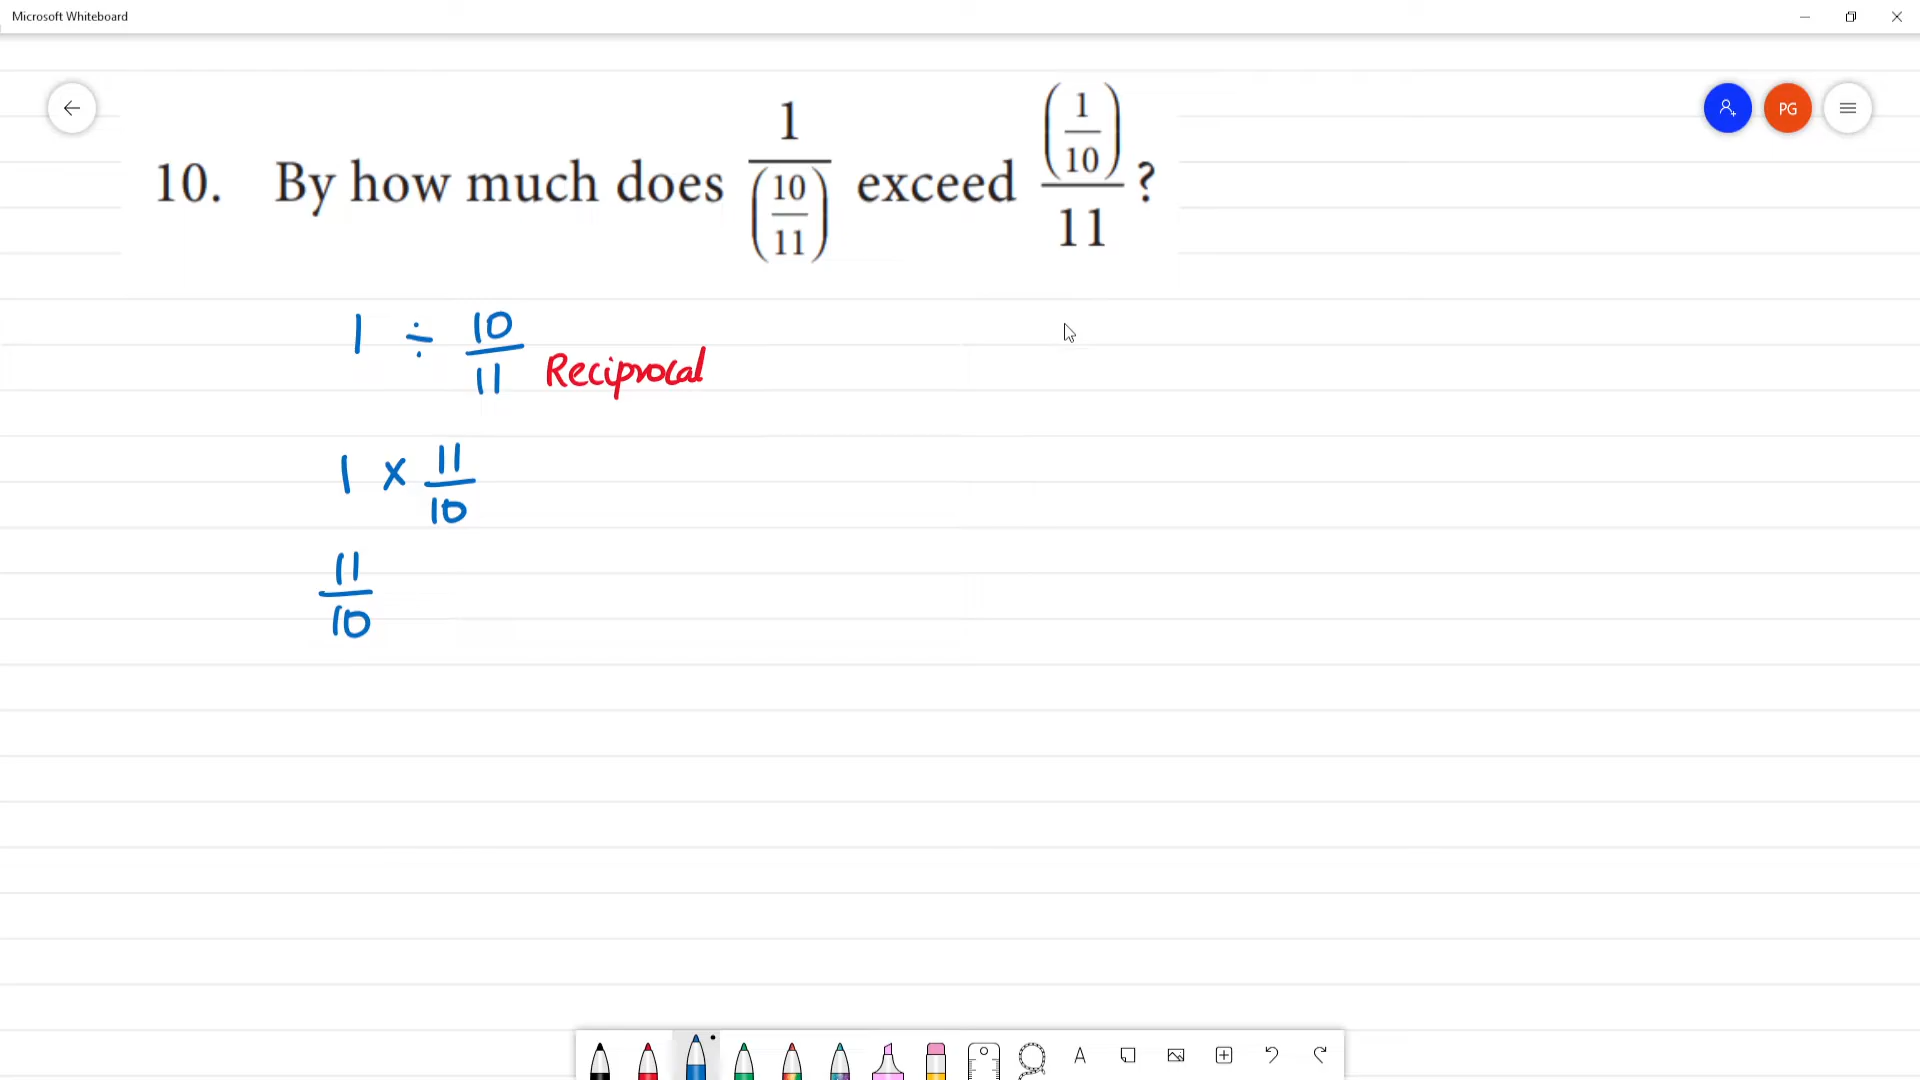 Microsoft Whiteboard
PG
10. By how much does 1/(10/11) exceed (1/10)/11 ?
1 ÷ 10/11 Reciprocal
1 × 11/10
11/10
A